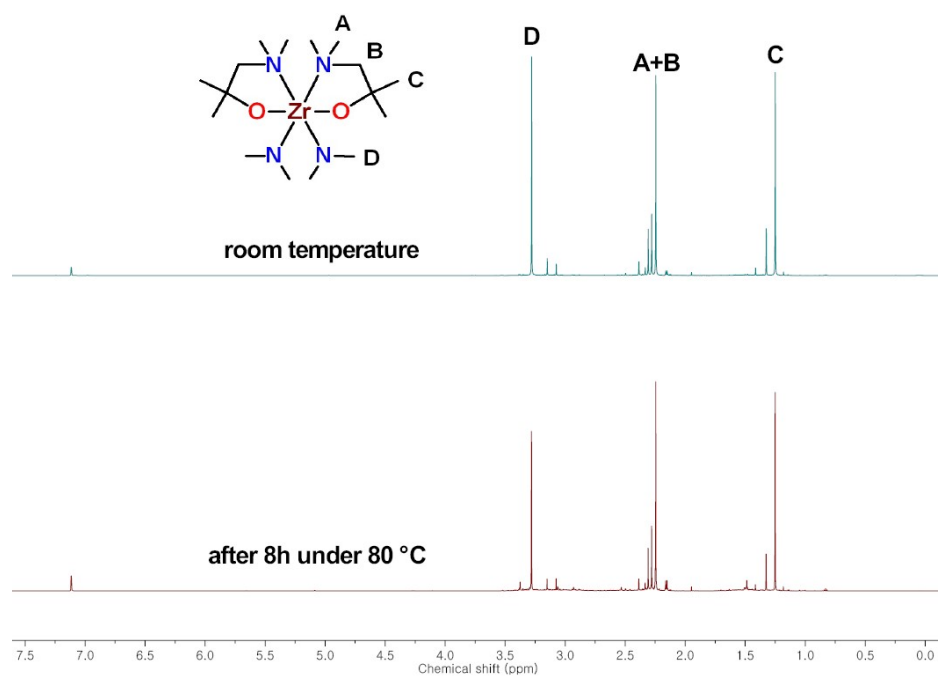 A
D
N
N
B
A+B
C
C
O
Zr
O
N
N
D
room temperature
after 8h under 80 °C
7.5 7.0 6.5 6.0 5.5 5.0 4.5 4.0 3.5 3.0 2.5 2.0 1.5 1.0 0.5 0.0
Chemical shift (ppm)